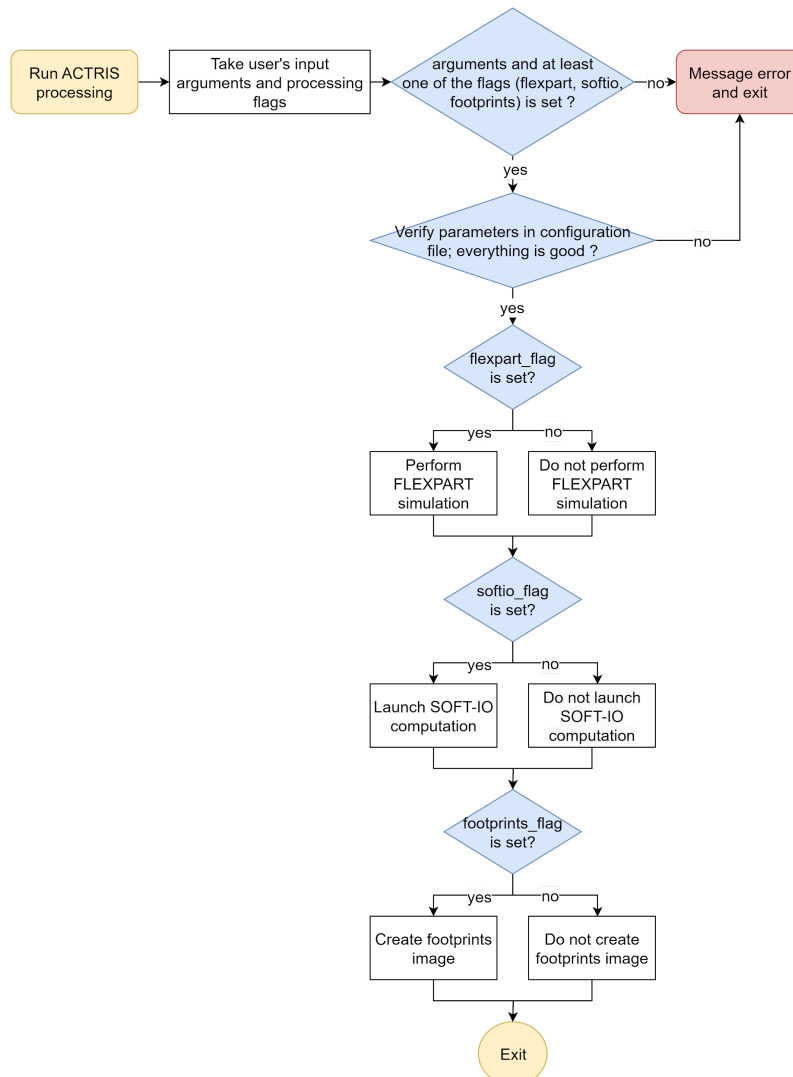 Run ACTRIS
processing
Take user's input
arguments and processing
flags
arguments and at least
one of the flags (flexpart, softio,
footprints) is set ?
no
Message error
and exit
yes
Verify parameters in configuration
file; everything is good ?
no
yes
flexpart_flag
is set?
yes
no
Perform
FLEXPART
simulation
Do not perform
FLEXPART
simulation
softio_flag
is set?
yes
no
Launch SOFT-IO
computation
Do not launch
SOFT-IO
computation
footprints_flag
is set?
yes
no
Create footprints
image
Do not create
footprints image
Exit